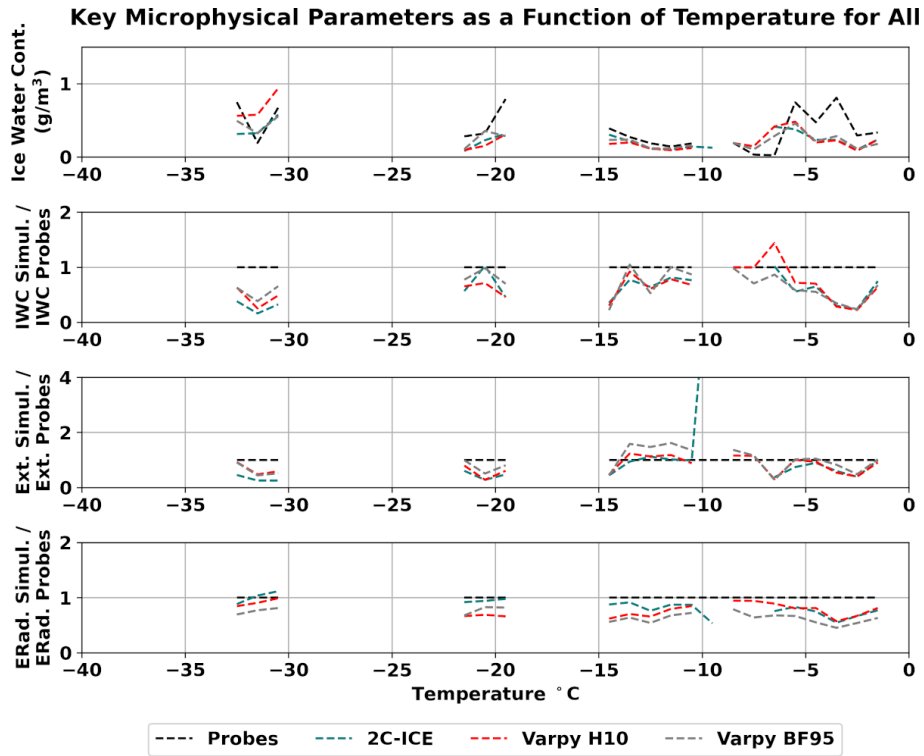 Key Microphysical Parameters as a Function of Temperature for All
Ice Water Cont.
(g/m³)
1
0
−40 −35 −30 −25 −20 −15 −10 −5 0
IWC Simul. /
IWC Probes
2
1
0
−40 −35 −30 −25 −20 −15 −10 −5 0
Ext. Simul. /
Ext. Probes
4
2
0
−40 −35 −30 −25 −20 −15 −10 −5 0
ERad. Simul. /
ERad. Probes
2
1
0
−40 −35 −30 −25 −20 −15 −10 −5 0
Temperature °C
Probes 2C-ICE Varpy H10 Varpy BF95